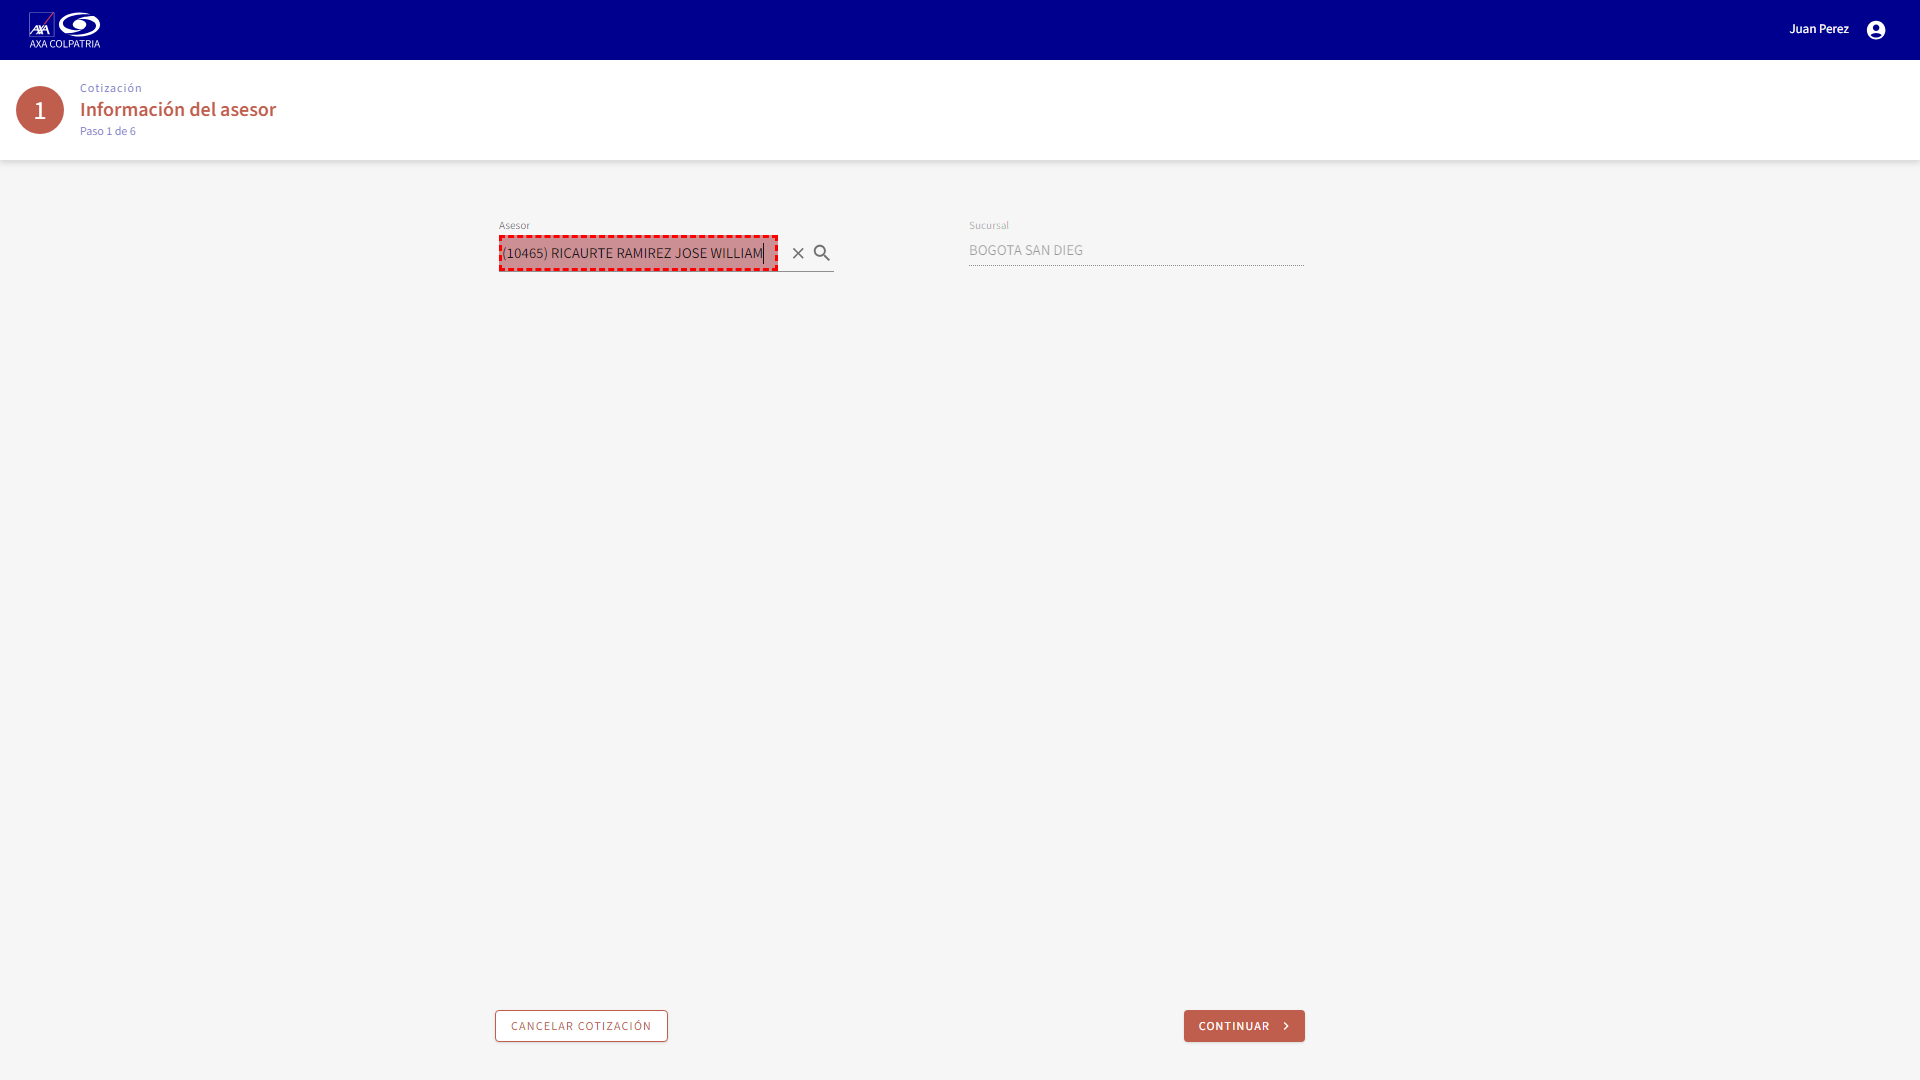 AXA
AXA COLPATRIA
Juan Perez
1
Cotización
Información del asesor
Paso 1 de 6
Asesor
(10465) RICAURTE RAMIREZ JOSE WILLIAM
Sucursal
BOGOTA SAN DIEG
CANCELAR COTIZACIÓN
CONTINUAR